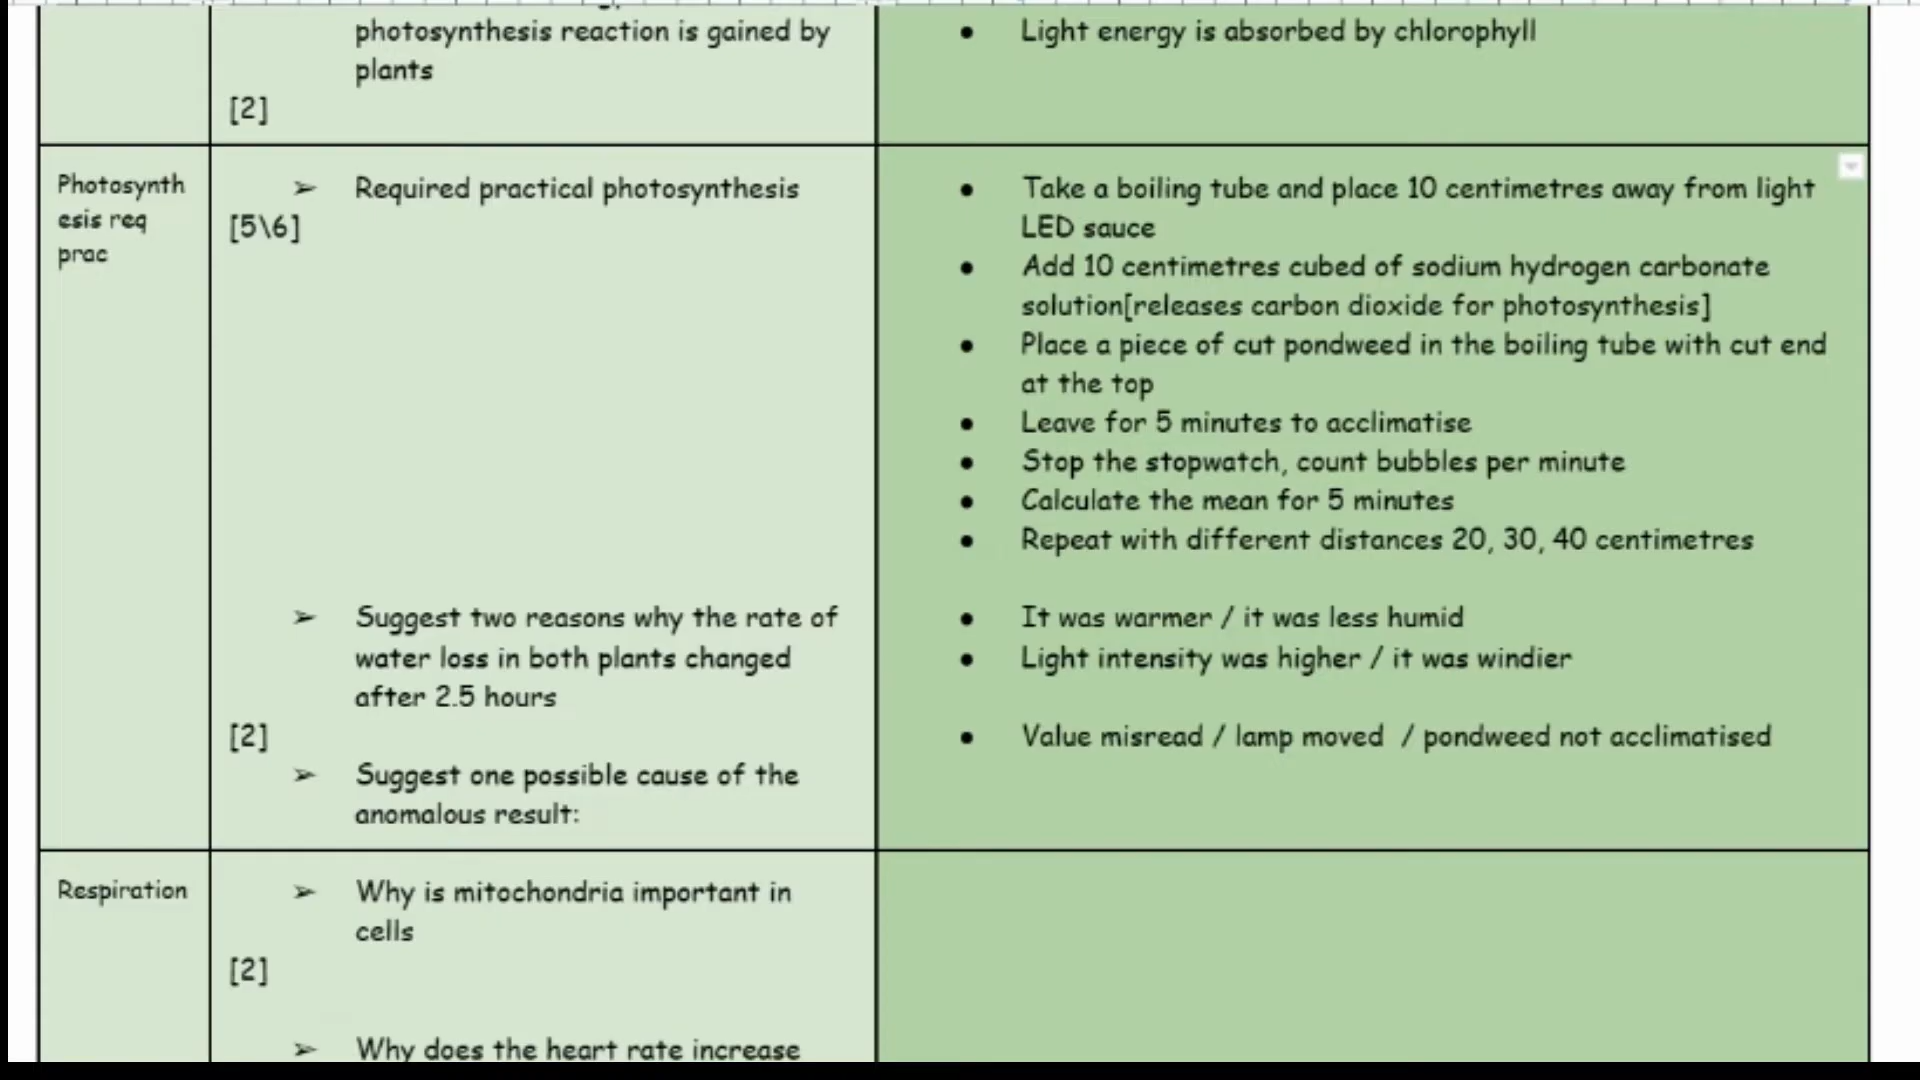 photosynthesis reaction is gained by
plants
[2]
● Light energy is absorbed by chlorophyll
Photosynth
esis req
prac
➢ Required practical photosynthesis
[5\6]
➢ Suggest two reasons why the rate of
water loss in both plants changed
after 2.5 hours
[2]
➢ Suggest one possible cause of the
anomalous result:
● Take a boiling tube and place 10 centimetres away from light
LED sauce
● Add 10 centimetres cubed of sodium hydrogen carbonate
solution[releases carbon dioxide for photosynthesis]
● Place a piece of cut pondweed in the boiling tube with cut end
at the top
● Leave for 5 minutes to acclimatise
● Stop the stopwatch, count bubbles per minute
● Calculate the mean for 5 minutes
● Repeat with different distances 20, 30, 40 centimetres
● It was warmer / it was less humid
● Light intensity was higher / it was windier
● Value misread / lamp moved / pondweed not acclimatised
Respiration
➢ Why is mitochondria important in
cells
[2]
➢ Why does the heart rate increase